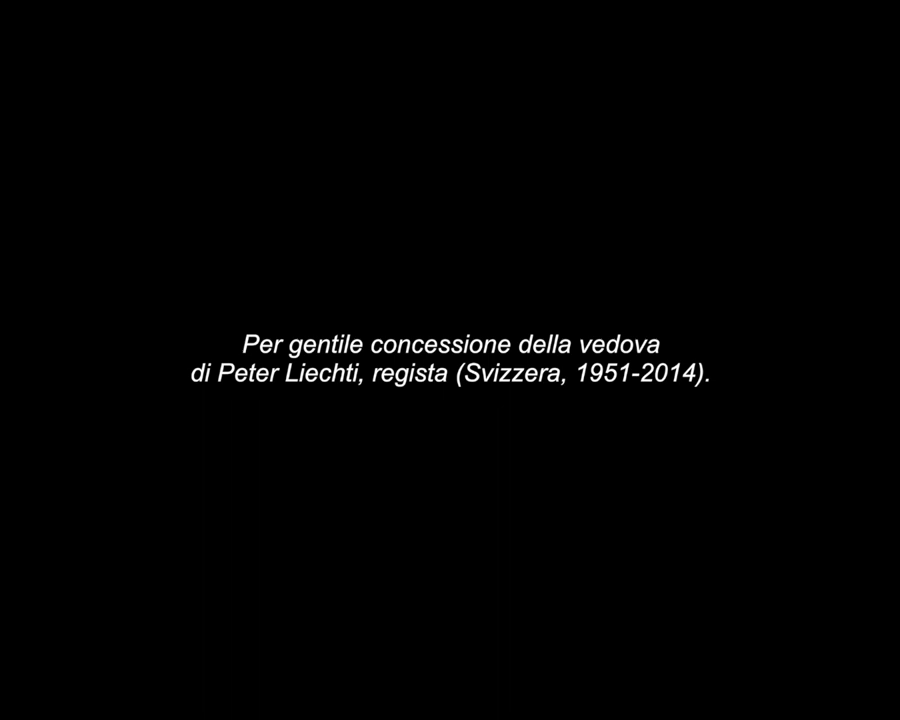 Per gentile concessione della vedova
di Peter Liechti, regista (Svizzera, 1951-2014).